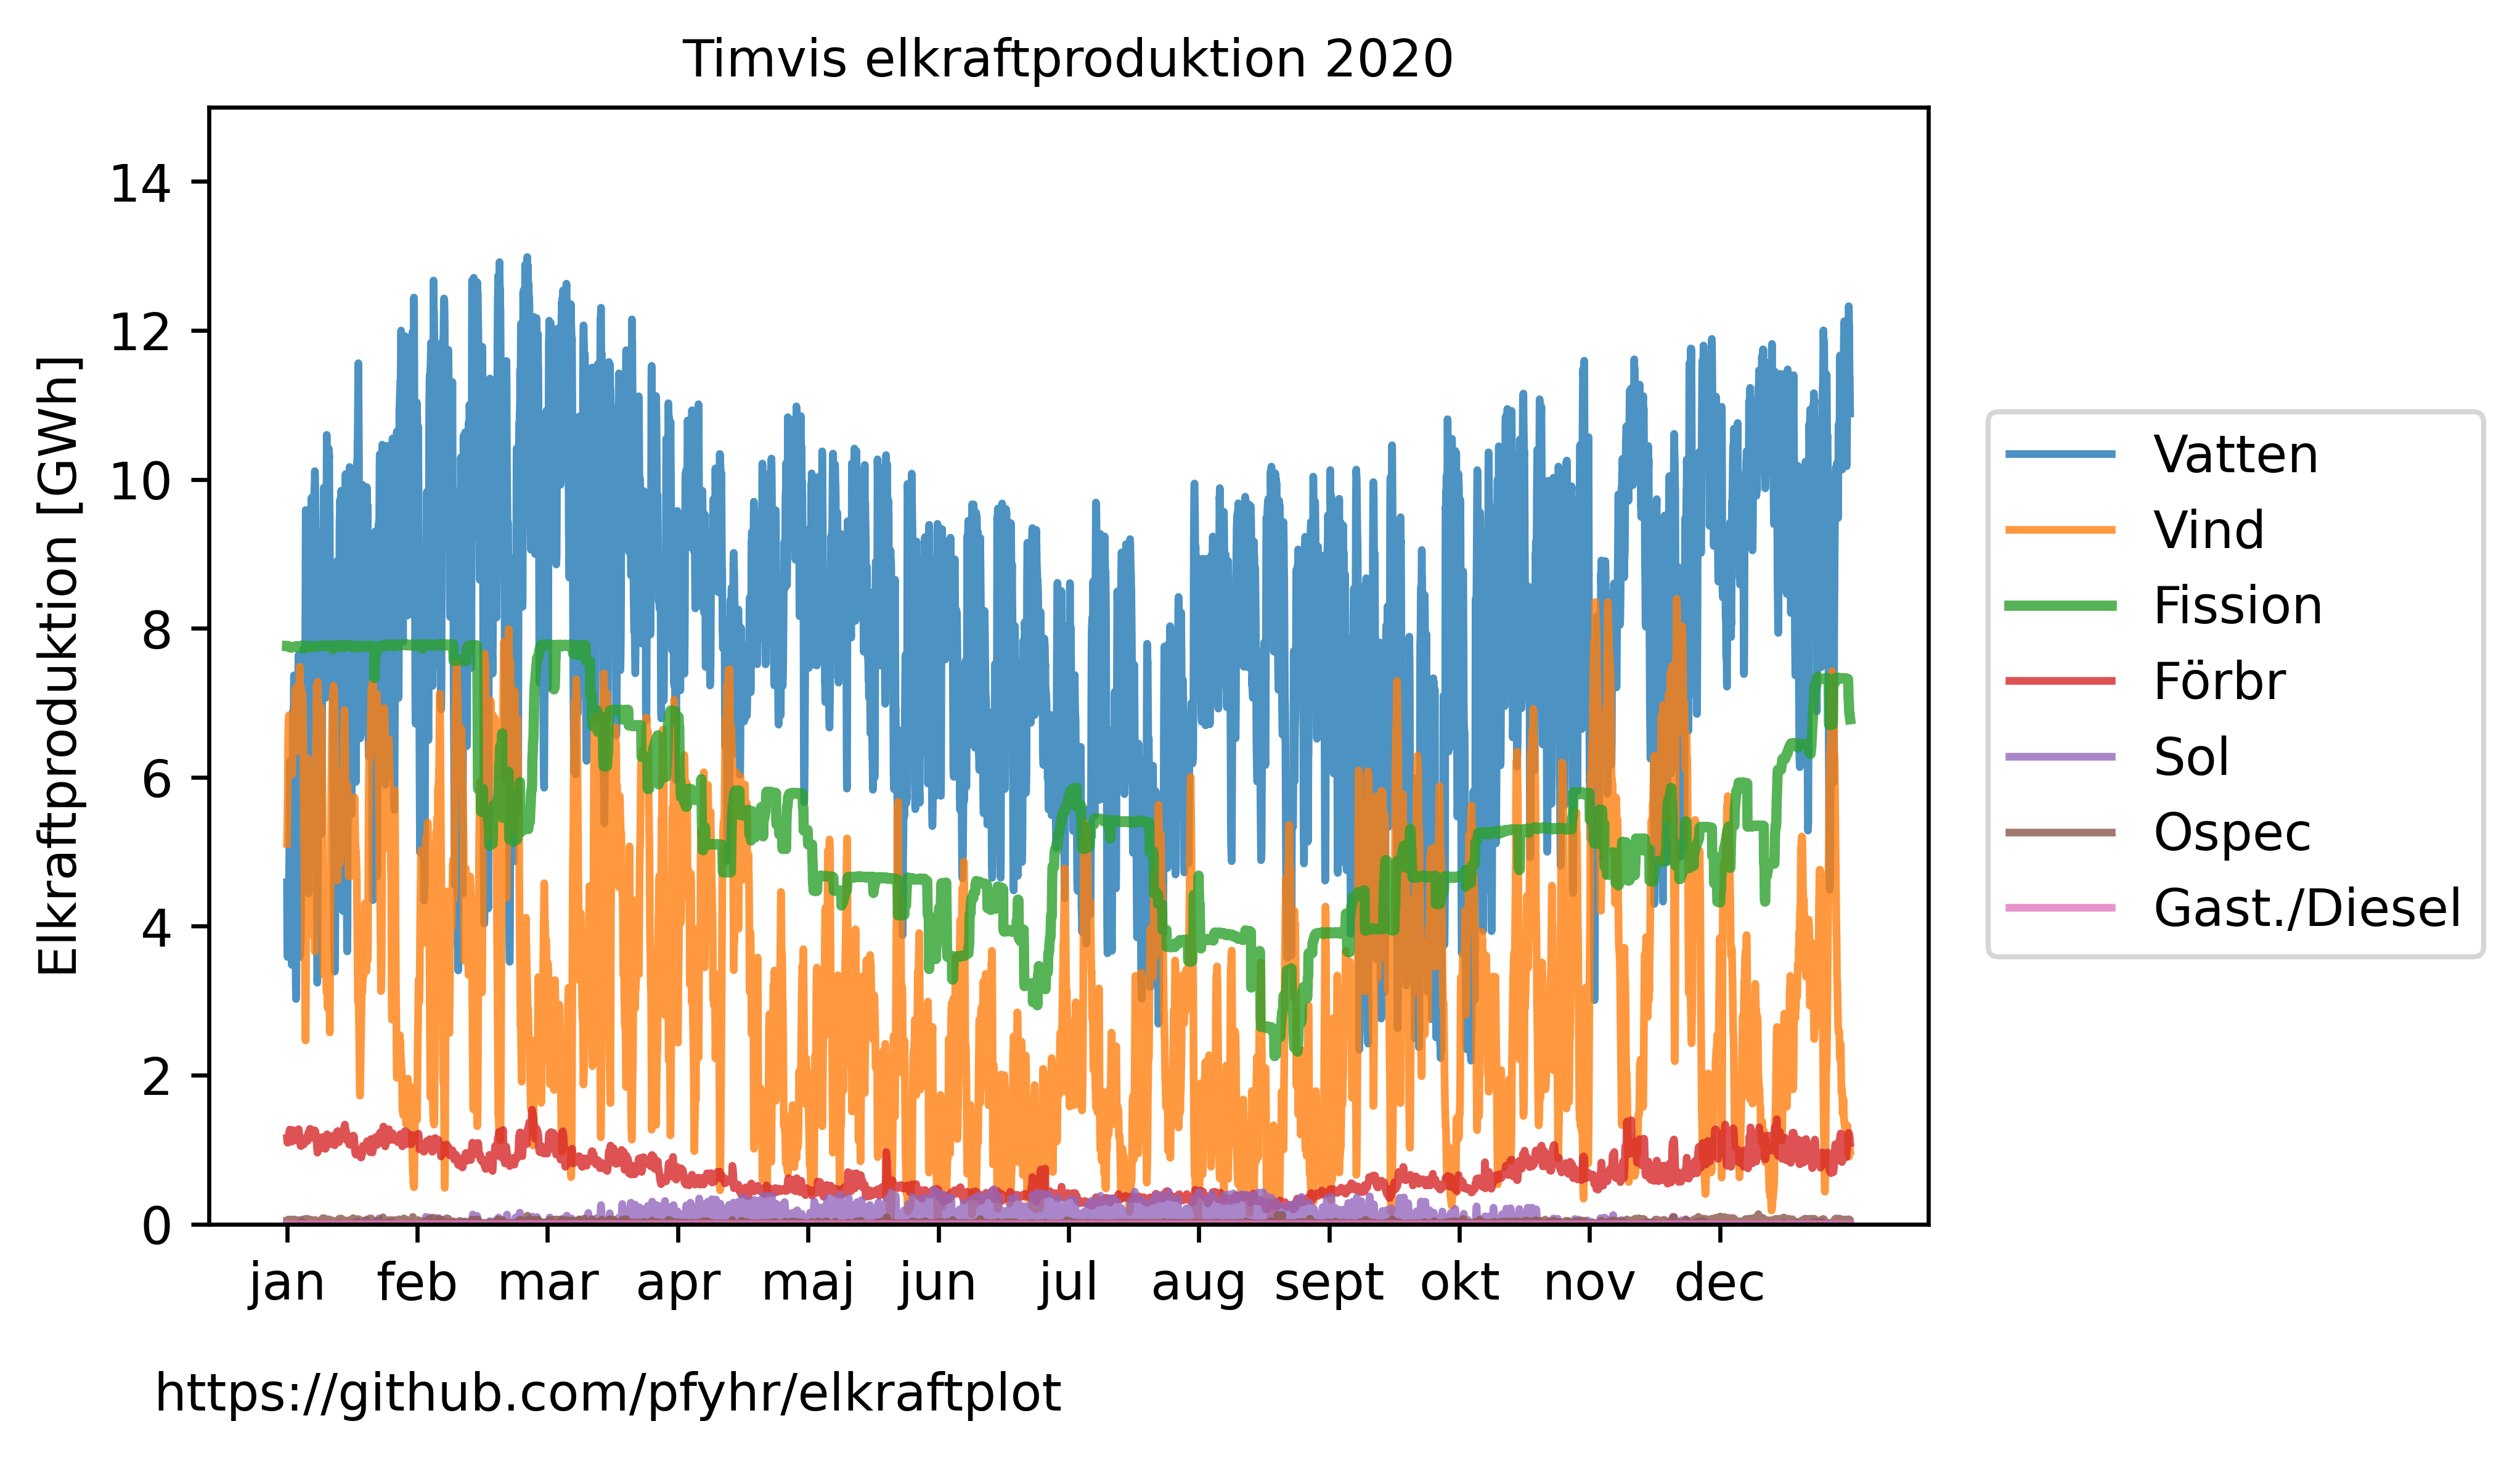 Timvis elkraftproduktion 2020
Elkraftproduktion [GWh]
14
12
10
8
6
4
2
0
jan feb mar apr maj jun jul aug sept okt nov dec
Vatten
Vind
Fission
Förbr
Sol
Ospec
Gast./Diesel
https://github.com/pfyhr/elkraftplot